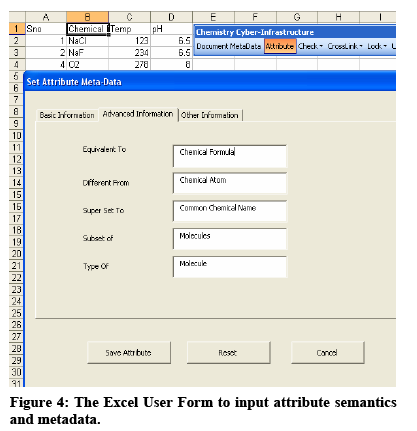 A B C D E F G H I
1 Sno Chemical Temp pH Chemistry Cyber-Infrastructure
2 1 NaCl 123 6.5 Document MetaData Attribute Check CrossLink Lock U
3 2 NaF 234 6.5
4 4 O2 278 8
5 Set Attribute Meta-Data
6
7
8 Basic Information Advanced Information Other Information
9
10
11 Equivalent To Chemical Formula
12
13
14 Different From Chemical Atom
15
16 Super Set To Common Chemical Name
17
18
19 Subset of Molecules
20
21 Type Of Molecule
22
23
24
25
26
27
28 Save Attribute Reset Cancel
29
30
31
Figure 4: The Excel User Form to input attribute semantics
and metadata.